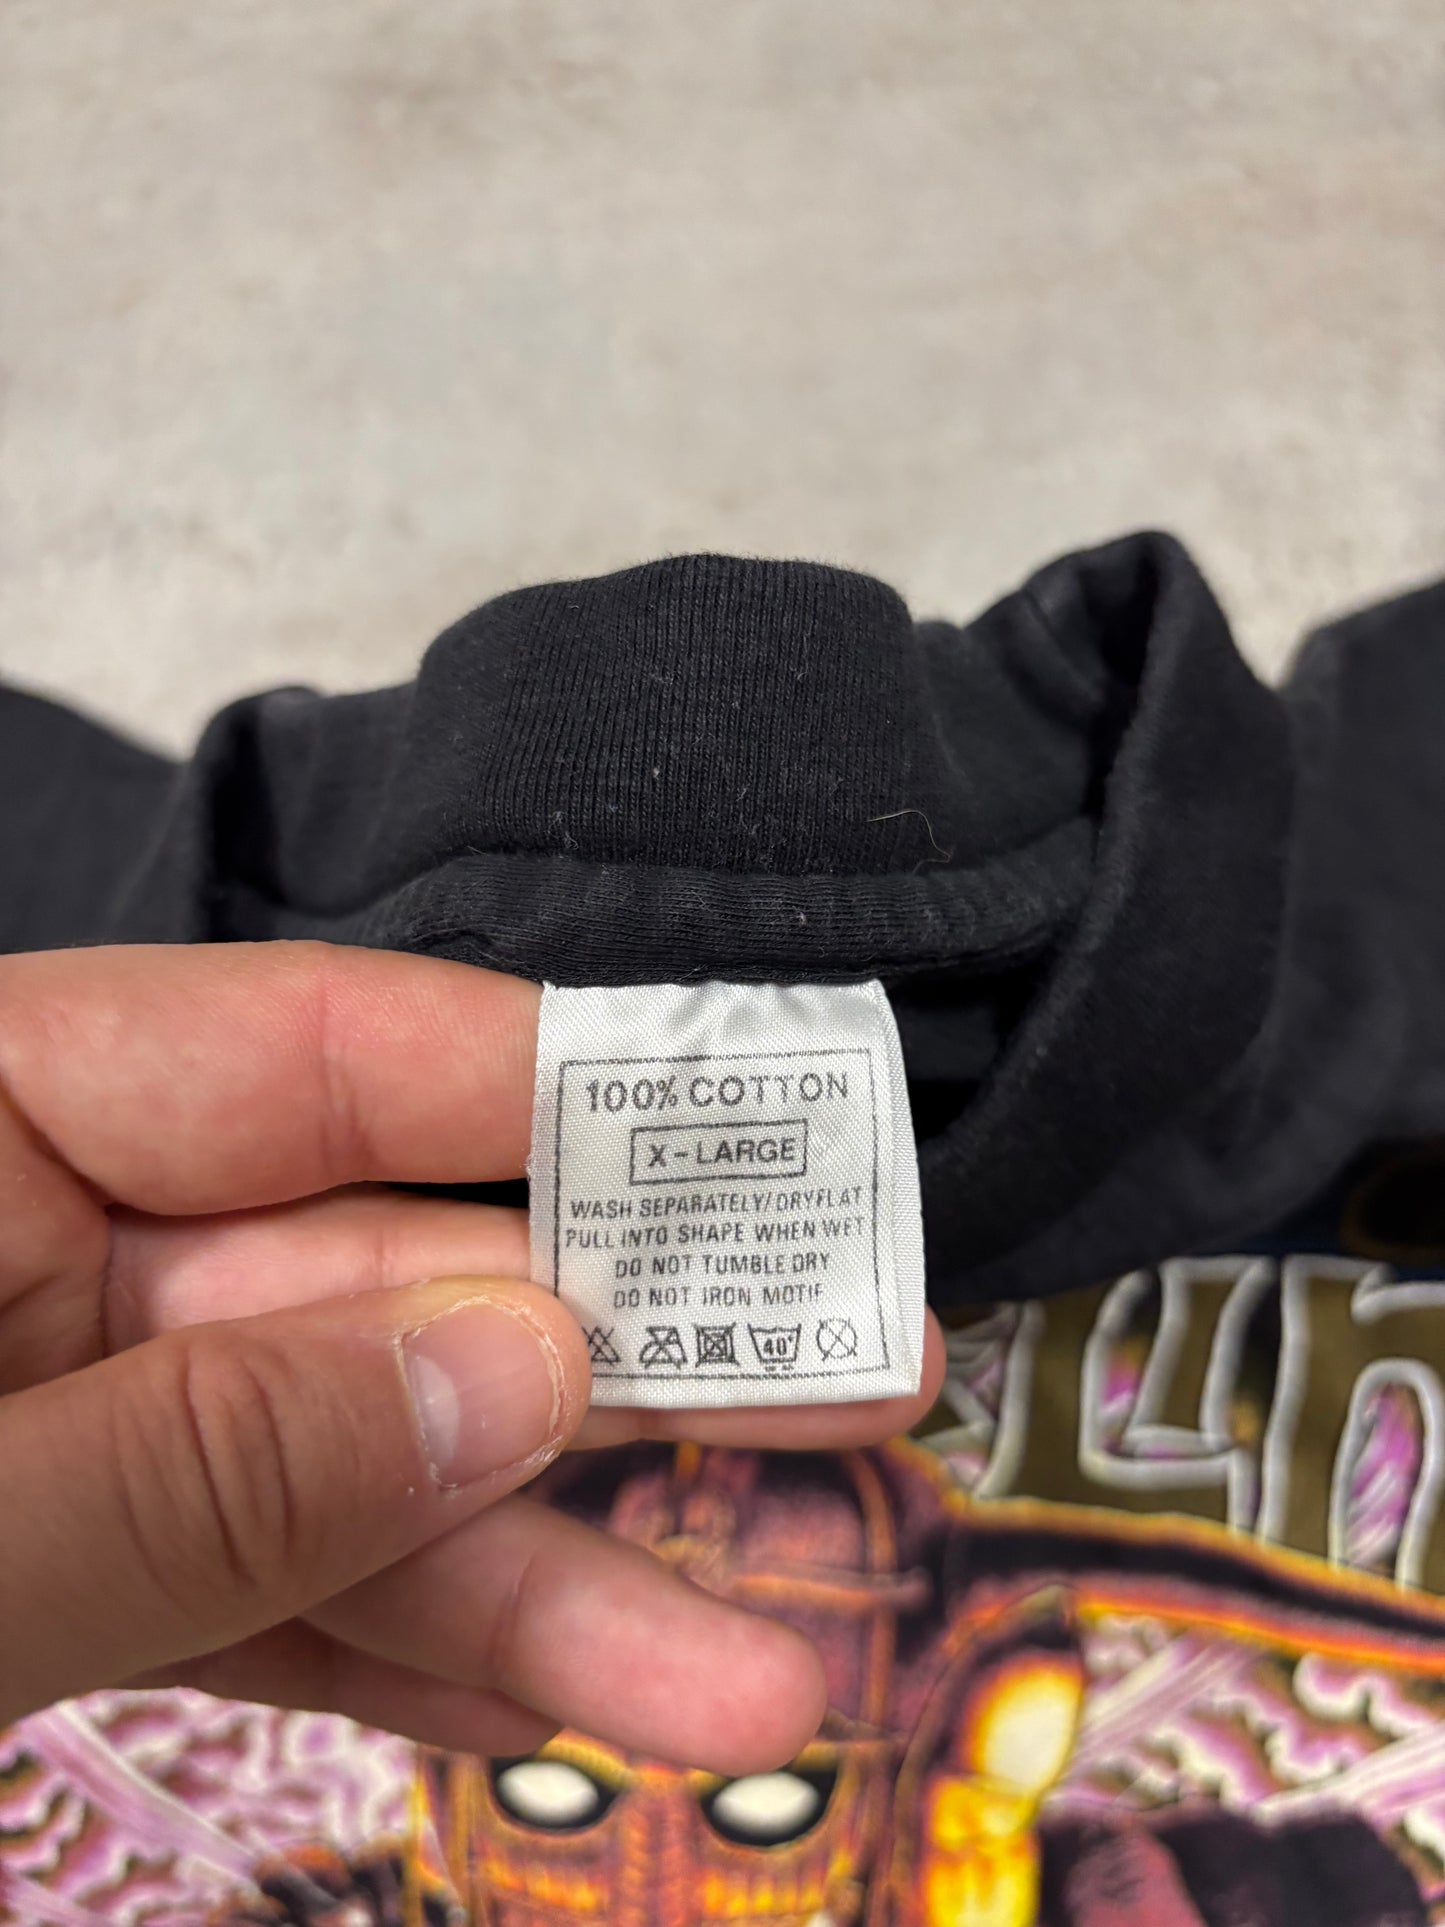 100% COTTON
X-LARGE
WASH SEPARATELY/DRYFLAT
PULL INTO SHAPE WHEN WET
DO NOT TUMBLE DRY
DO NOT IRON MOTIF
40°